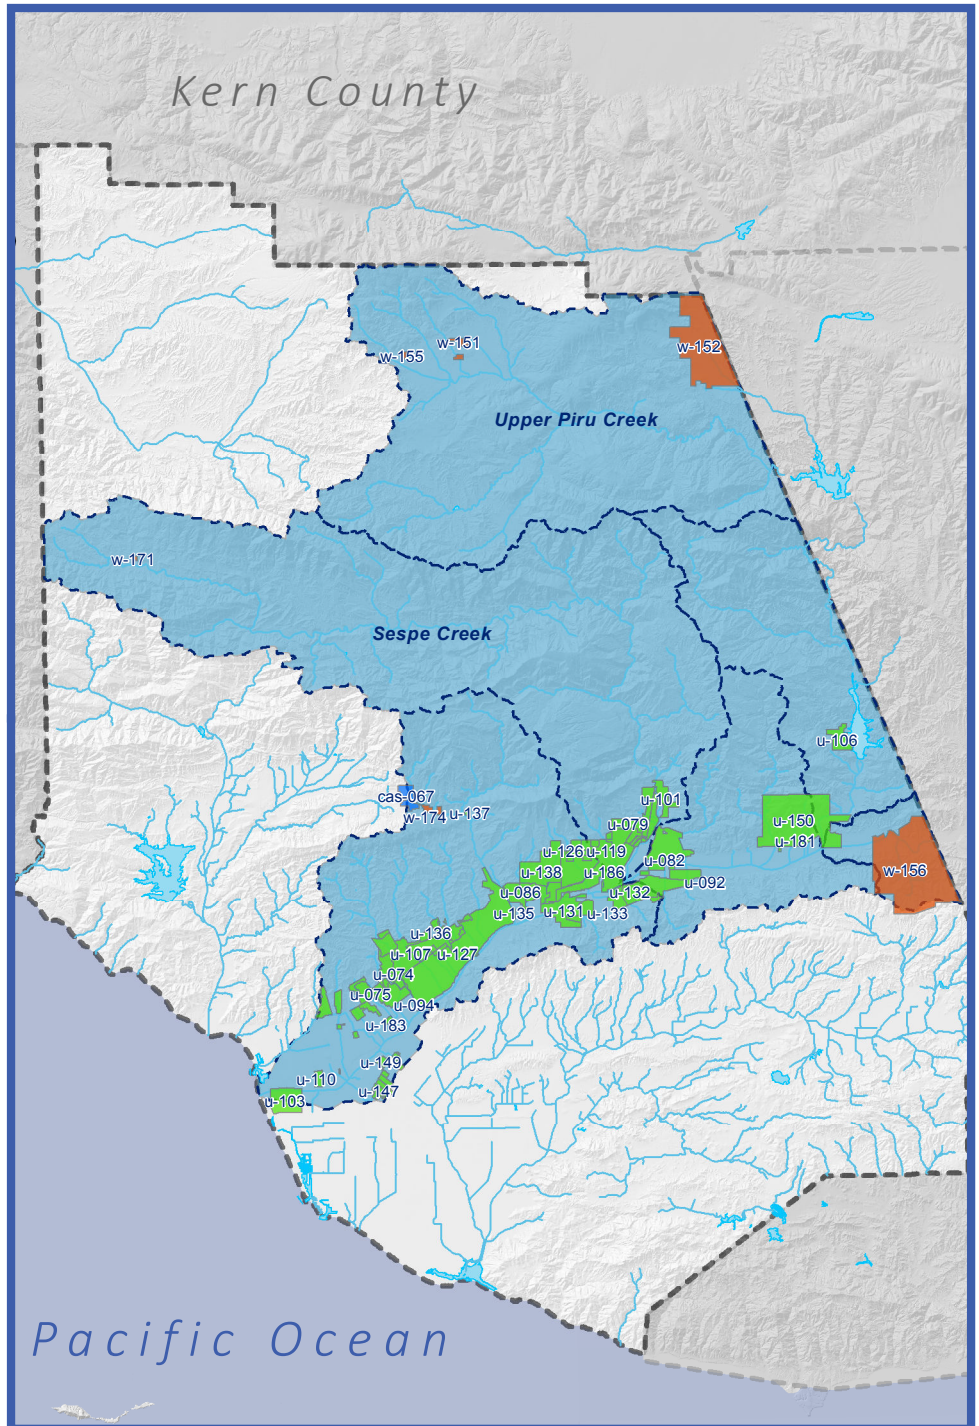 Kern County
w-151
w-152
w-155
Upper Piru Creek
w-171
Sespe Creek
u-106
cas-067
u-101
w-174
u-137
u-079
u-150
u-181
u-126
u-119
u-082
w-156
u-138
u-186
u-092
u-086
u-132
u-135
u-131
u-133
u-136
u-107
u-127
u-074
u-075
u-094
u-183
u-149
u-110
u-147
u-103
Pacific Ocean